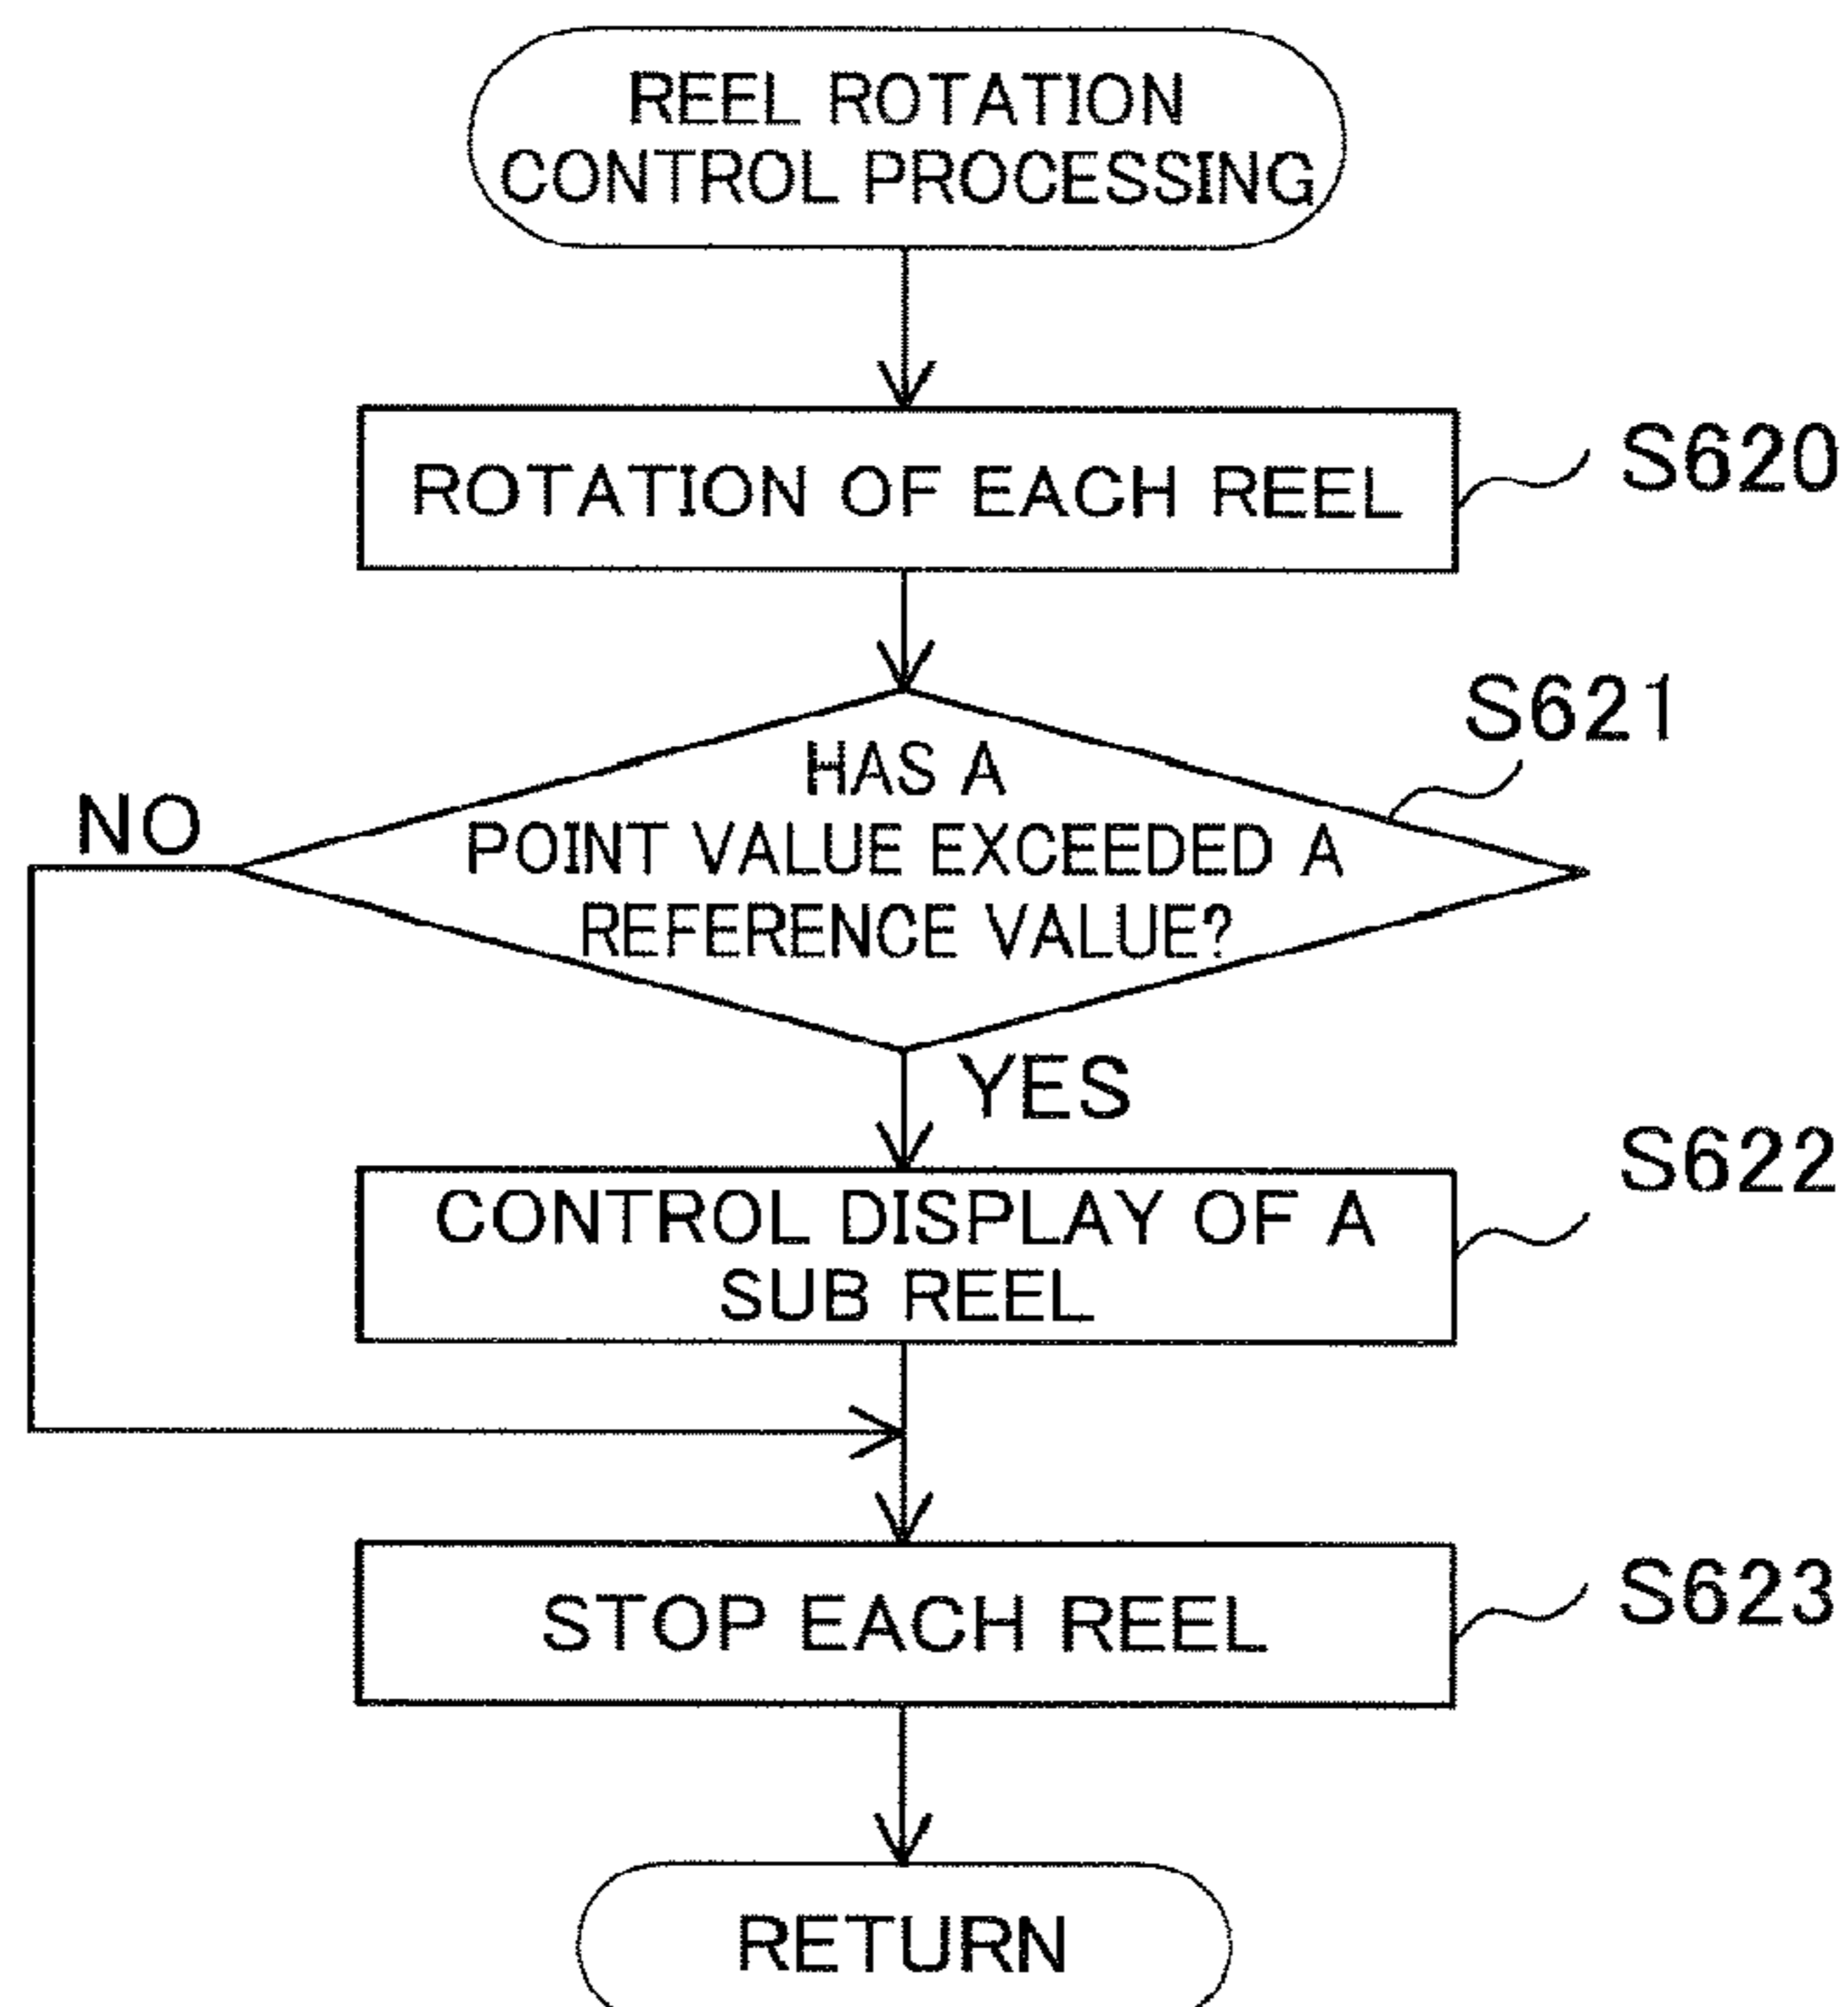 REEL ROTATION
CONTROL PROCESSING
ROTATION OF EACH REEL
S620
S621
HAS A
POINT VALUE EXCEEDED A
REFERENCE VALUE?
NO
YES
CONTROL DISPLAY OF A
SUB REEL
S622
STOP EACH REEL
S623
RETURN